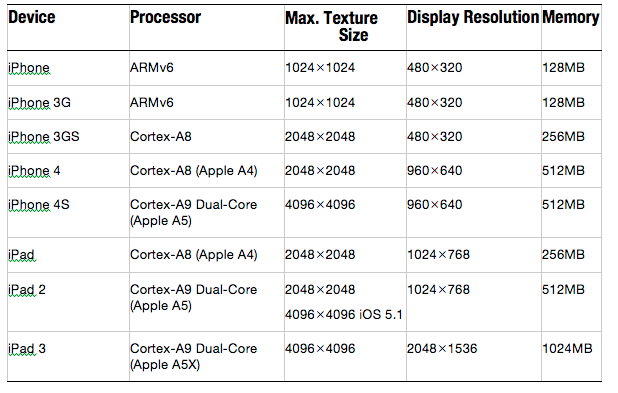 Device Processor Max. Texture Display Resolution Memory
Size
iPhone ARMv6 1024×1024 480×320 128MB
iPhone 3G ARMv6 1024×1024 480×320 128MB
iPhone 3GS Cortex-A8 2048×2048 480×320 256MB
iPhone 4 Cortex-A8 (Apple A4) 2048×2048 960×640 512MB
iPhone 4S Cortex-A9 Dual-Core 4096×4096 960×640 512MB
(Apple A5)
iPad Cortex-A8 (Apple A4) 2048×2048 1024×768 256MB
iPad 2 Cortex-A9 Dual-Core 2048×2048 1024×768 512MB
(Apple A5) 4096×4096 iOS 5.1
iPad 3 Cortex-A9 Dual-Core 4096×4096 2048×1536 1024MB
(Apple A5X)